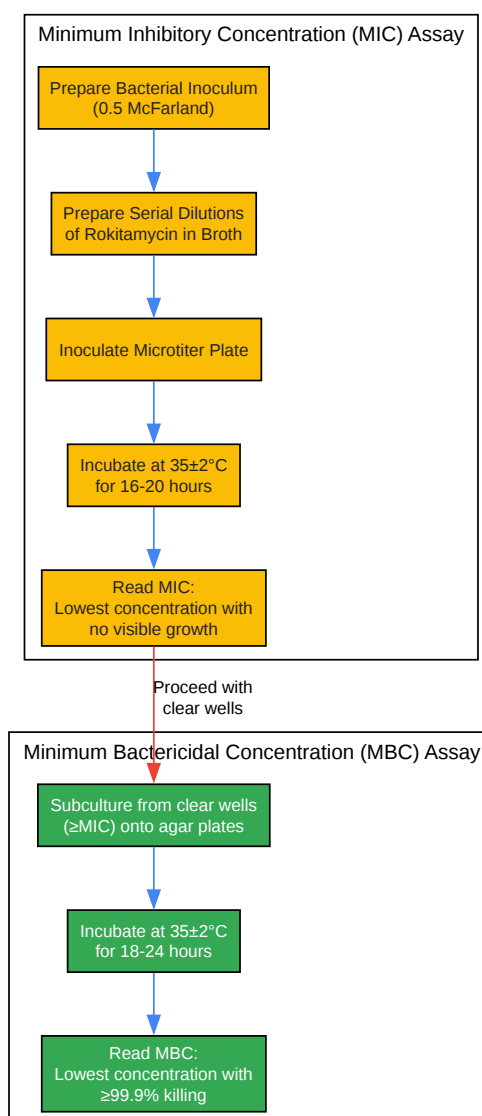 Minimum Inhibitory Concentration (MIC) Assay
Prepare Bacterial Inoculum
(0.5 McFarland)
Prepare Serial Dilutions
of Rokitamycin in Broth
Inoculate Microtiter Plate
Incubate at 35±2°C
for 16-20 hours
Read MIC:
Lowest concentration with
no visible growth
Proceed with
clear wells
Minimum Bactericidal Concentration (MBC) Assay
Subculture from clear wells
(≥MIC) onto agar plates
Incubate at 35±2°C
for 18-24 hours
Read MBC:
Lowest concentration with
≥99.9% killing